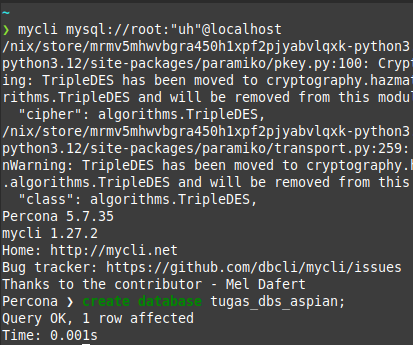 ~
❯ mycli mysql://root:"uh"@localhost
/nix/store/mrmv5mhwvbgra450h1xpf2pjyabvlqxk-python3
python3.12/site-packages/paramiko/pkey.py:100: Crypt
ing: TripleDES has been moved to cryptography.hazmat
rithms.TripleDES and will be removed from this modul
"cipher": algorithms.TripleDES,
/nix/store/mrmv5mhwvbgra450h1xpf2pjyabvlqxk-python3
python3.12/site-packages/paramiko/transport.py:259:
nWarning: TripleDES has been moved to cryptography.h
.algorithms.TripleDES and will be removed from this
"class": algorithms.TripleDES,
Percona 5.7.35
mycli 1.27.2
Home: http://mycli.net
Bug tracker: https://github.com/dbcli/mycli/issues
Thanks to the contributor - Mel Dafert
Percona ❯ create database tugas_dbs_aspian;
Query OK, 1 row affected
Time: 0.001s